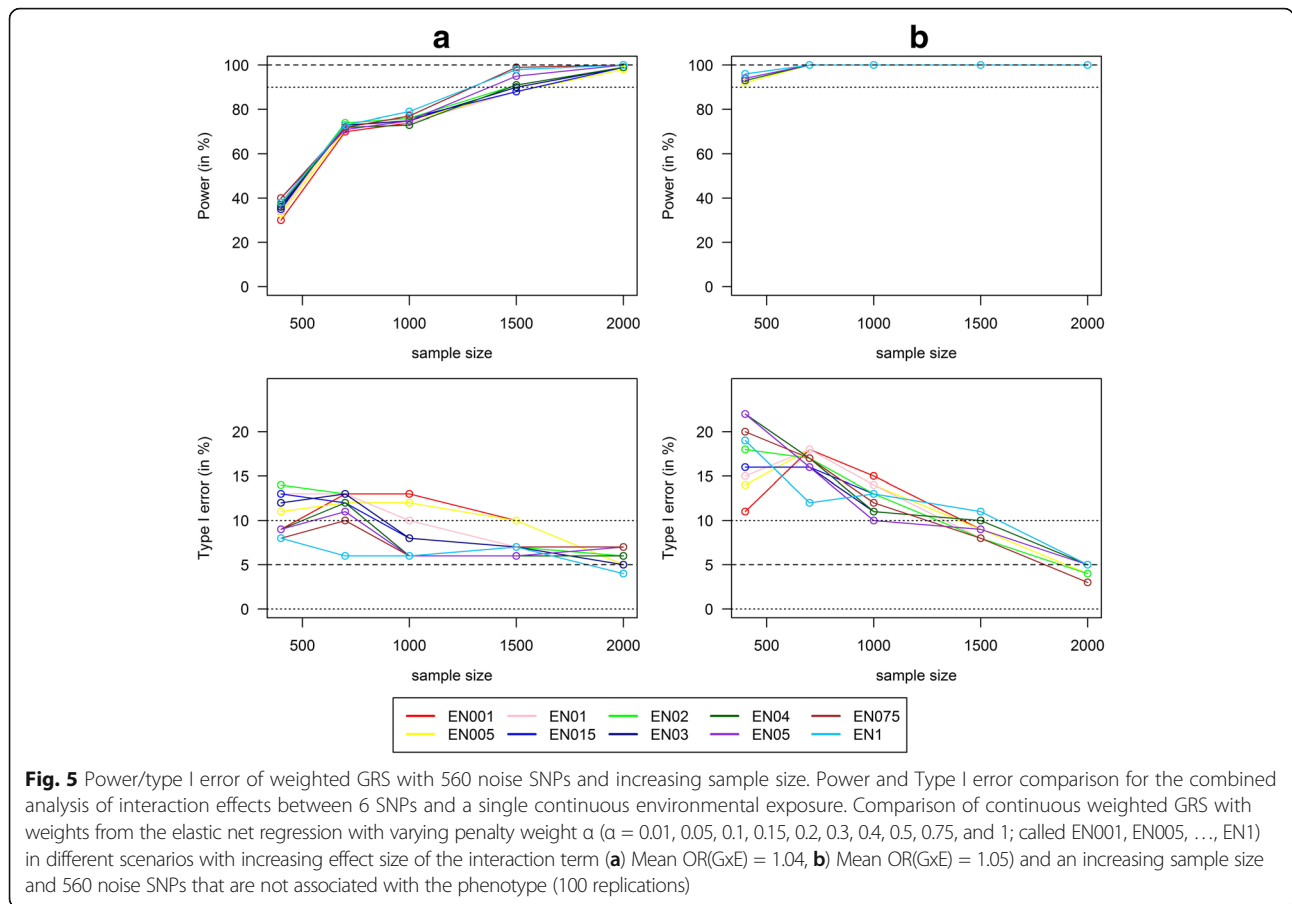 a
b
Power (in %)
100
80
60
40
20
0
500 1000 1500 2000
sample size
Power (in %)
100
80
60
40
20
0
500 1000 1500 2000
sample size
Type I error (in %)
20
15
10
5
0
500 1000 1500 2000
sample size
Type I error (in %)
20
15
10
5
0
500 1000 1500 2000
sample size
EN001 EN01 EN02 EN04 EN075
EN005 EN015 EN03 EN05 EN1
Fig. 5 Power/type I error of weighted GRS with 560 noise SNPs and increasing sample size. Power and Type I error comparison for the combined
analysis of interaction effects between 6 SNPs and a single continuous environmental exposure. Comparison of continuous weighted GRS with
weights from the elastic net regression with varying penalty weight α (α = 0.01, 0.05, 0.1, 0.15, 0.2, 0.3, 0.4, 0.5, 0.75, and 1; called EN001, EN005, …, EN1)
in different scenarios with increasing effect size of the interaction term (a) Mean OR(GxE) = 1.04, b) Mean OR(GxE) = 1.05) and an increasing sample size
and 560 noise SNPs that are not associated with the phenotype (100 replications)